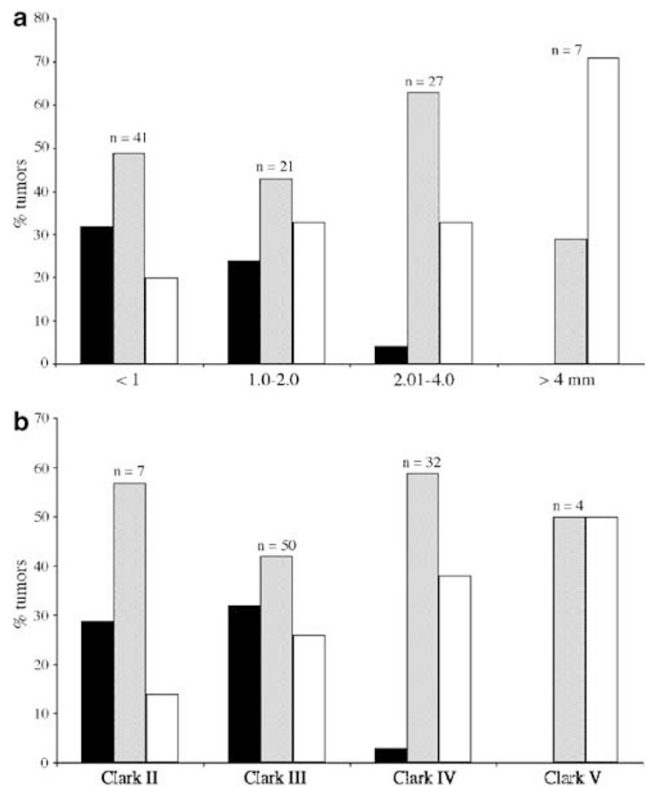 a
80
70
60
50
40
30
20
10
0
% tumors
n = 41
n = 21
n = 27
n = 7
< 1 1.0-2.0 2.01-4.0 > 4 mm
b
70
60
50
40
30
20
10
0
% tumors
n = 7
n = 50
n = 32
n = 4
Clark II Clark III Clark IV Clark V